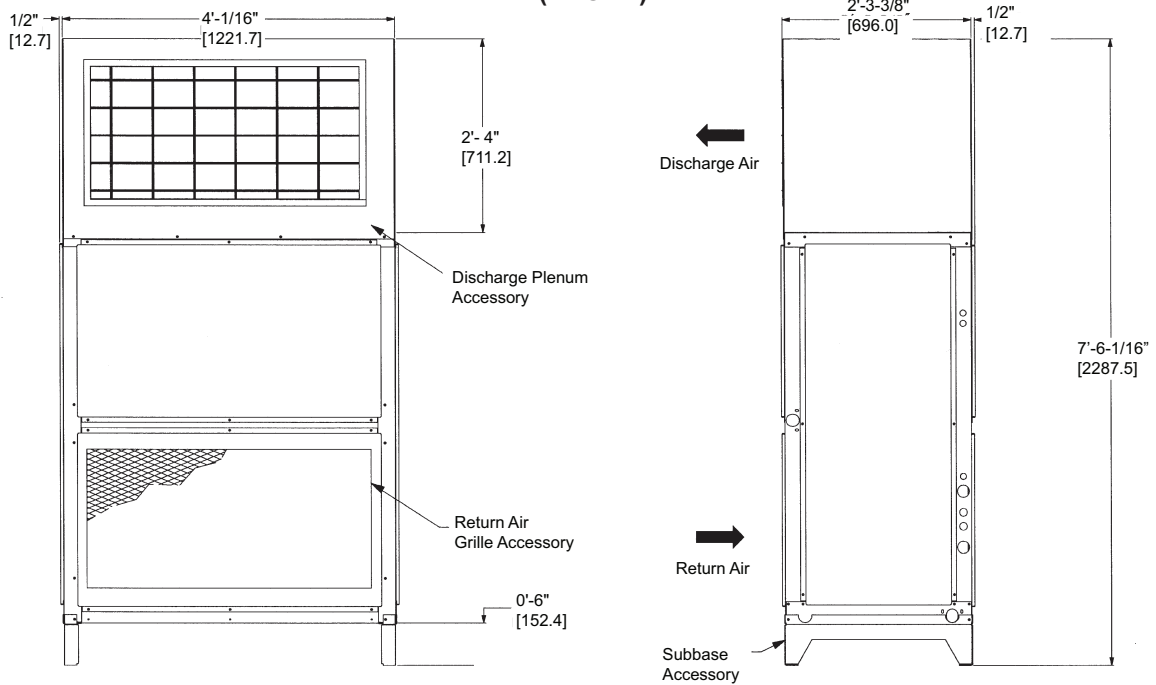 1/2"
[12.7]
4'-1/16"
[1221.7]
2'-3-3/8"
[696.0]
1/2"
[12.7]
2'- 4"
[711.2]
Discharge Air
Discharge Plenum
Accessory
7'-6-1/16"
[2287.5]
Return Air
Grille Accessory
Return Air
0'-6"
[152.4]
Subbase
Accessory